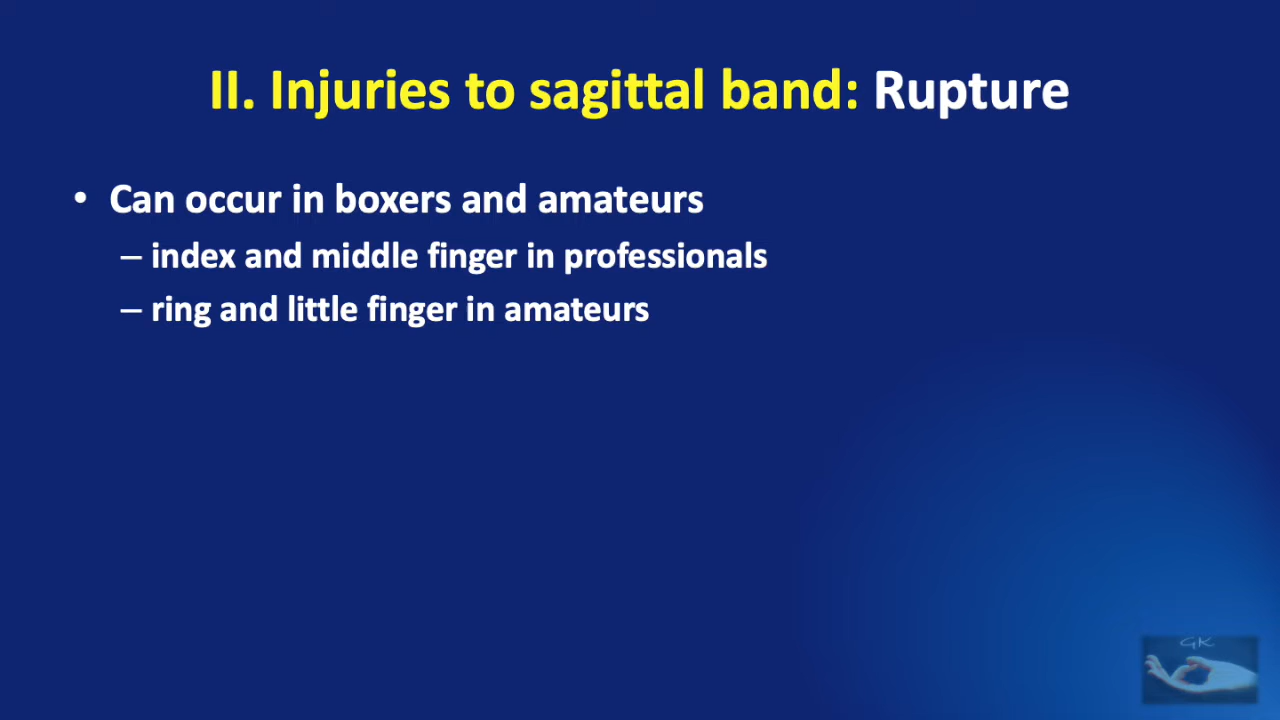 II. Injuries to sagittal band: Rupture
• Can occur in boxers and amateurs
– index and middle finger in professionals
– ring and little finger in amateurs
GK